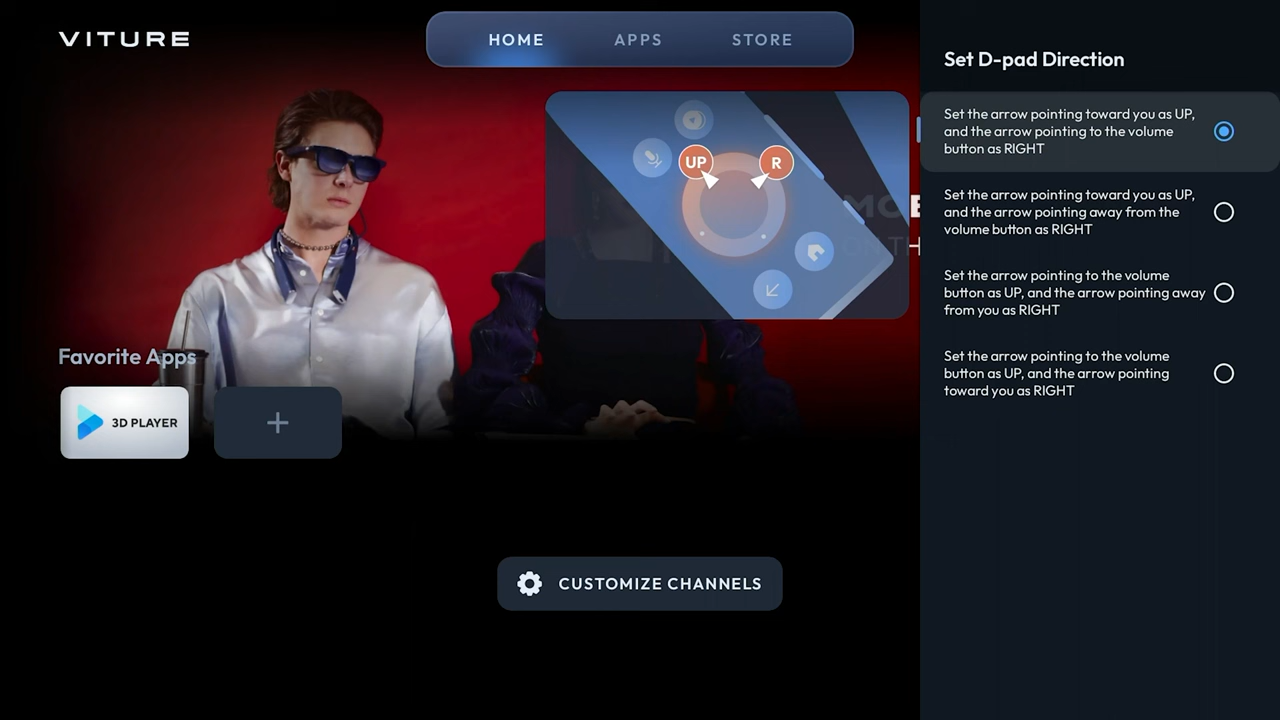 VITURE
HOME
APPS
STORE
UP
R
Favorite Apps
3D PLAYER
CUSTOMIZE CHANNELS
Set D-pad Direction
Set the arrow pointing toward you as UP,
and the arrow pointing to the volume
button as RIGHT
Set the arrow pointing toward you as UP,
and the arrow pointing away from the
volume button as RIGHT
Set the arrow pointing to the volume
button as UP, and the arrow pointing away
from you as RIGHT
Set the arrow pointing to the volume
button as UP, and the arrow pointing
toward you as RIGHT